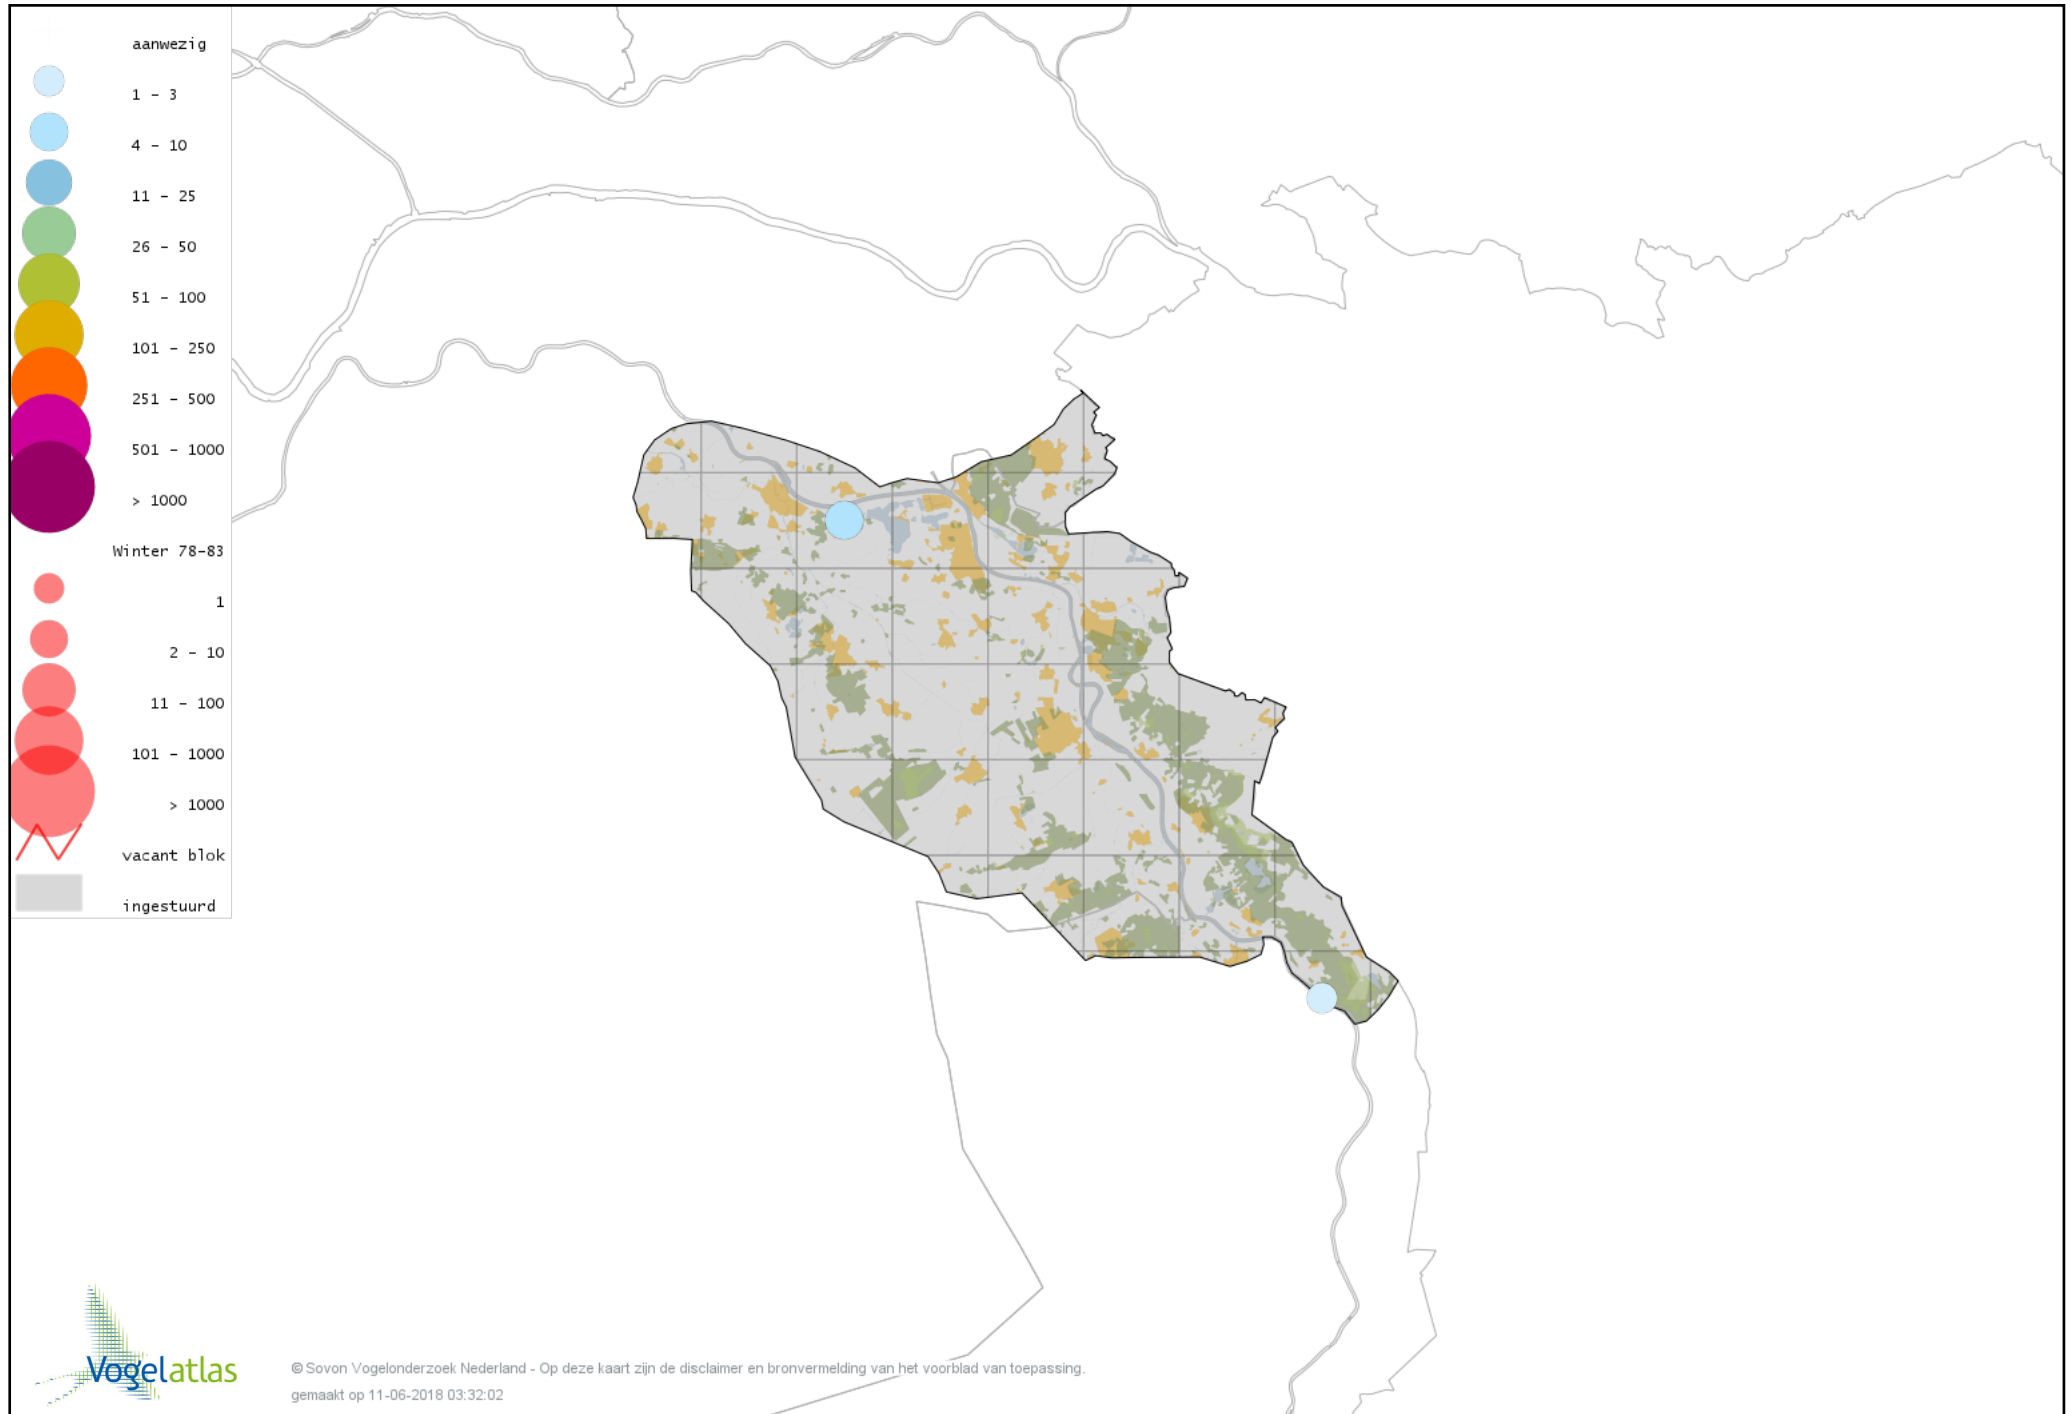 aanwezig
1 - 3
4 - 10
11 - 25
26 - 50
51 - 100
101 - 250
251 - 500
501 - 1000
> 1000
Winter 78-83
1
2 - 10
11 - 100
101 - 1000
> 1000
vacant blok
ingestuurd
Vogelatlas
© Sovon Vogelonderzoek Nederland - Op deze kaart zijn de disclaimer en bronvermelding van het voorblad van toepassing.
gemaakt op 11-06-2018 03:32:02